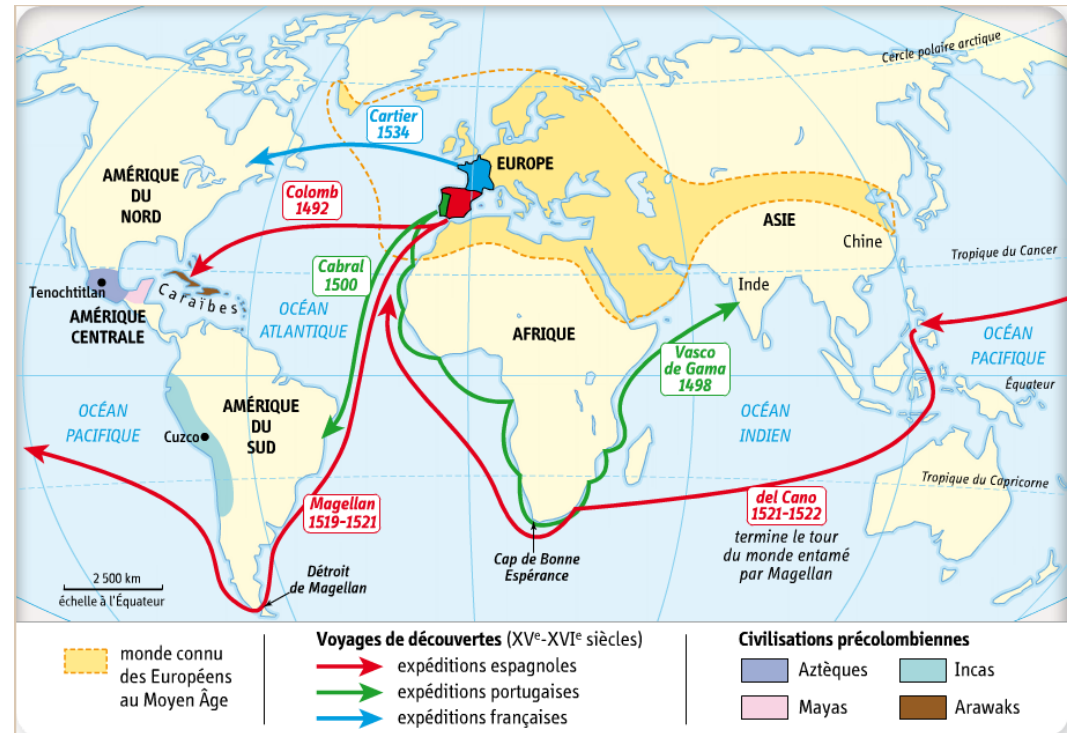 Cercle polaire arctique
Cartier
1534
EUROPE
AMÉRIQUE
DU
NORD
Colomb
1492
ASIE
Chine
Tropique du Cancer
Cabral
1500
Inde
Tenochtitlan
Caraïbes
AMÉRIQUE
CENTRALE
OCÉAN
ATLANTIQUE
AFRIQUE
OCÉAN
PACIFIQUE
Vasco
de Gama
1498
Équateur
OCÉAN
PACIFIQUE
AMÉRIQUE
DU
SUD
Cuzco
OCÉAN
INDIEN
Tropique du Capricorne
Magellan
1519-1521
del Cano
1521-1522
termine le tour
du monde entamé
par Magellan
Cap de Bonne
Espérance
Détroit
de Magellan
2 500 km
échelle à l'Équateur
monde connu
des Européens
au Moyen Âge
Voyages de découvertes (XVe-XVIe siècles)
expéditions espagnoles
expéditions portugaises
expéditions françaises
Civilisations précolombiennes
Aztèques
Incas
Mayas
Arawaks